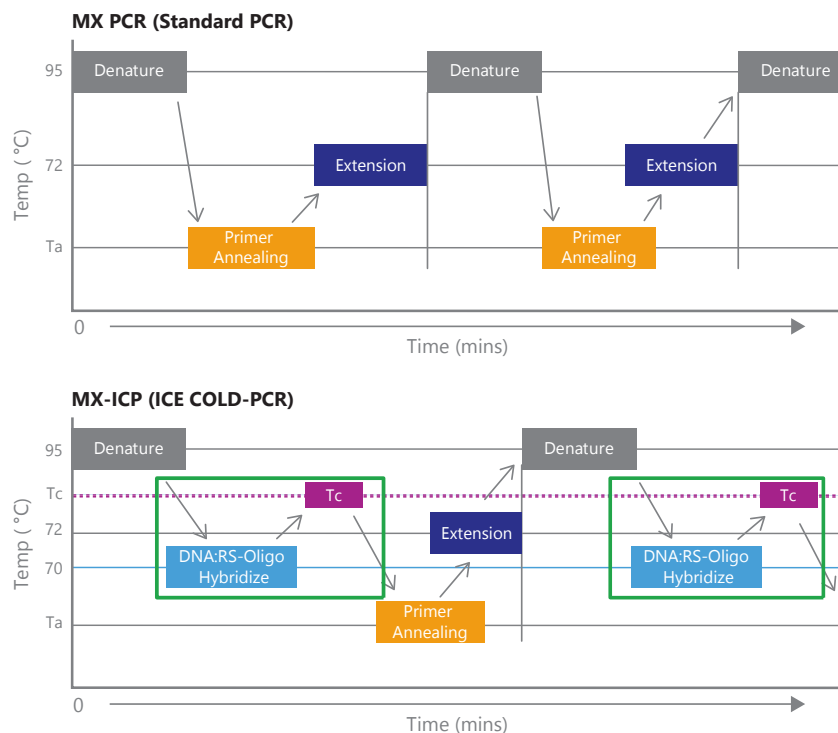 MX PCR (Standard PCR)
Temp ( °C)
95
72
Ta
Denature
Denature
Denature
Extension
Extension
Primer
Annealing
Primer
Annealing
0
Time (mins)
MX-ICP (ICE COLD-PCR)
Temp ( °C)
95
Tc
72
70
Ta
Denature
Denature
Tc
Tc
Extension
DNA:RS-Oligo
Hybridize
DNA:RS-Oligo
Hybridize
Primer
Annealing
0
Time (mins)